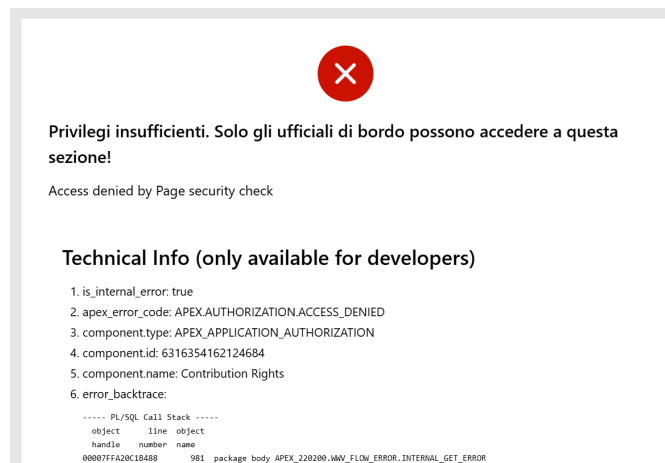 Privilegi insufficienti. Solo gli ufficiali di bordo possono accedere a questa
sezione!
Access denied by Page security check
Technical Info (only available for developers)
1. is_internal_error: true
2. apex_error_code: APEX.AUTHORIZATION.ACCESS_DENIED
3. component.type: APEX_APPLICATION_AUTHORIZATION
4. component.id: 6316354162124684
5. component.name: Contribution Rights
6. error_backtrace:
----- PL/SQL Call Stack -----
object line object
handle number name
00007FFA20C1B488 981 package body APEX_220200.WWV_FLOW_ERROR.INTERNAL_GET_ERROR